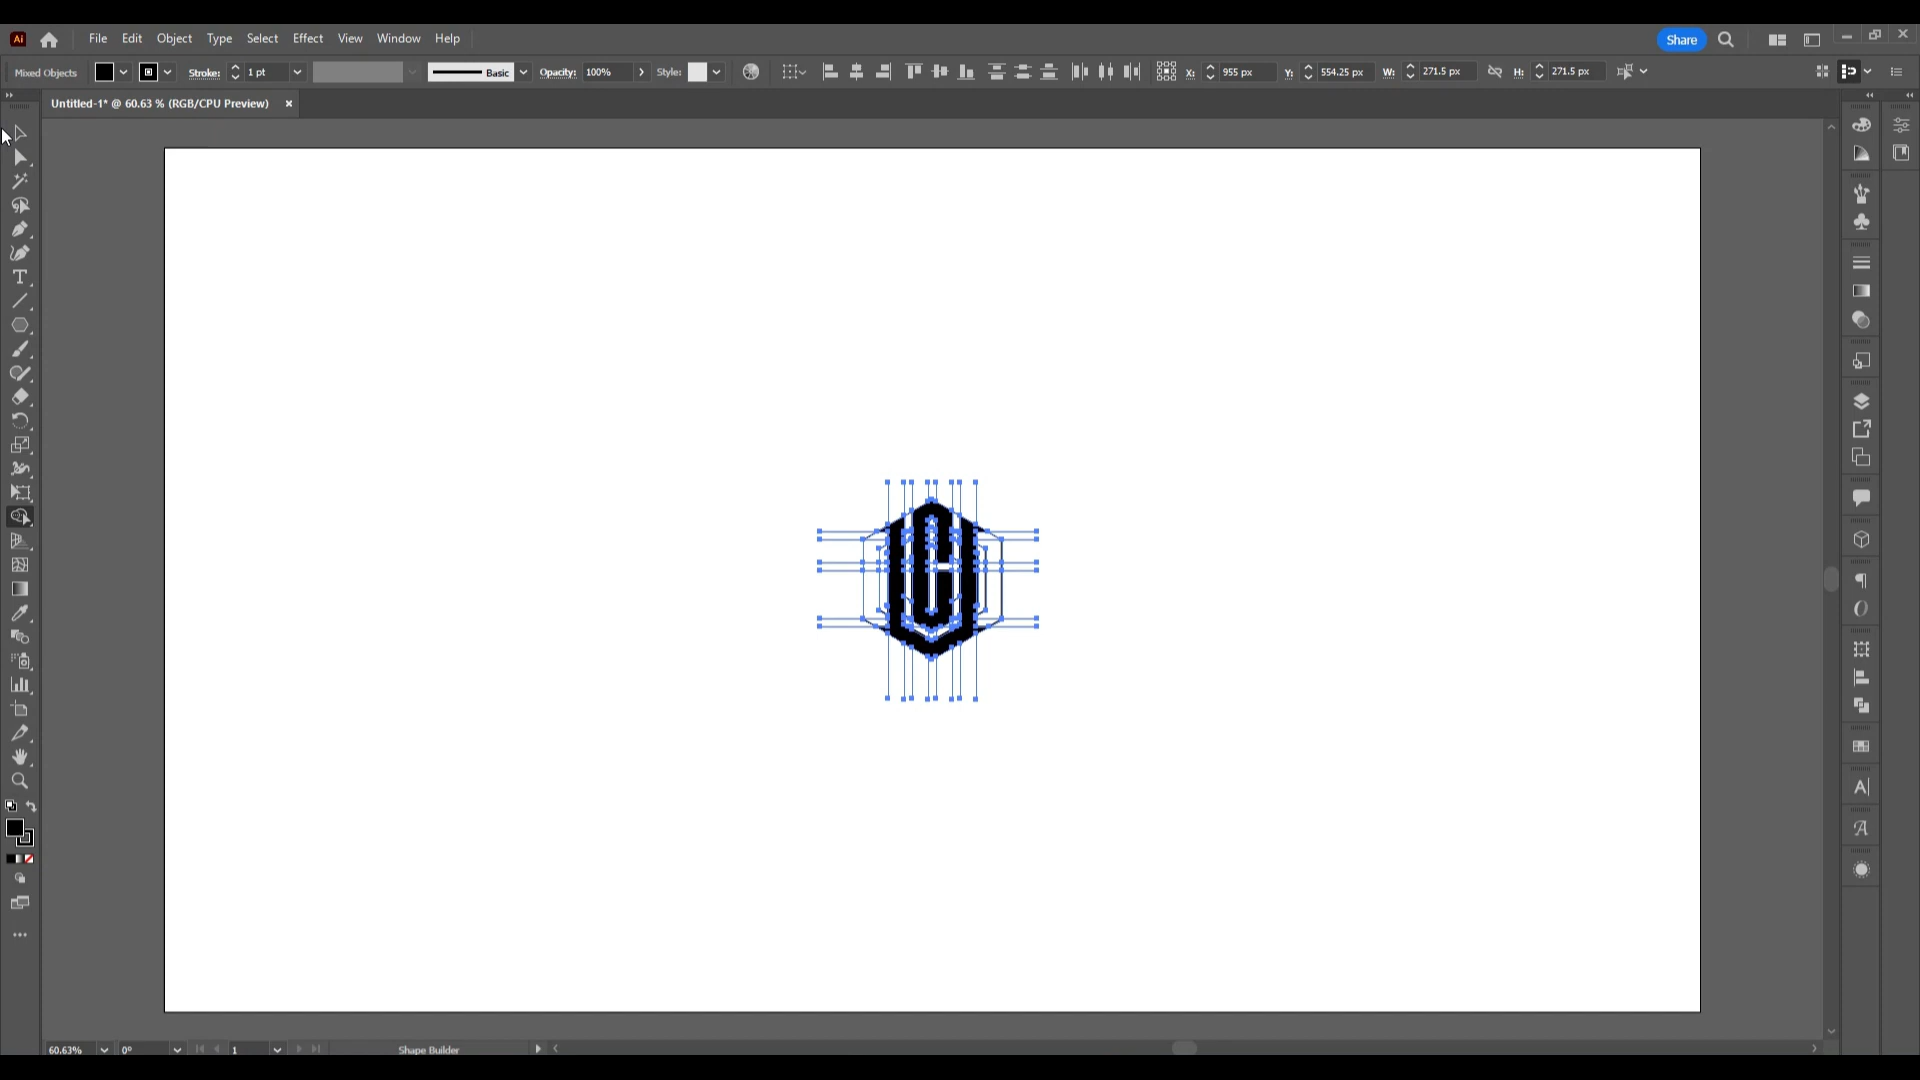 Ai File Edit Object Type Select Effect View Window Help Share
Mixed Objects Stroke: 1 pt Basic Opacity: 100% Style: X: 955 px Y: 554.25 px W: 271.5 px H: 271.5 px
Untitled-1* @ 60.63 % (RGB/CPU Preview)
60.63% 0° 1 Shape Builder